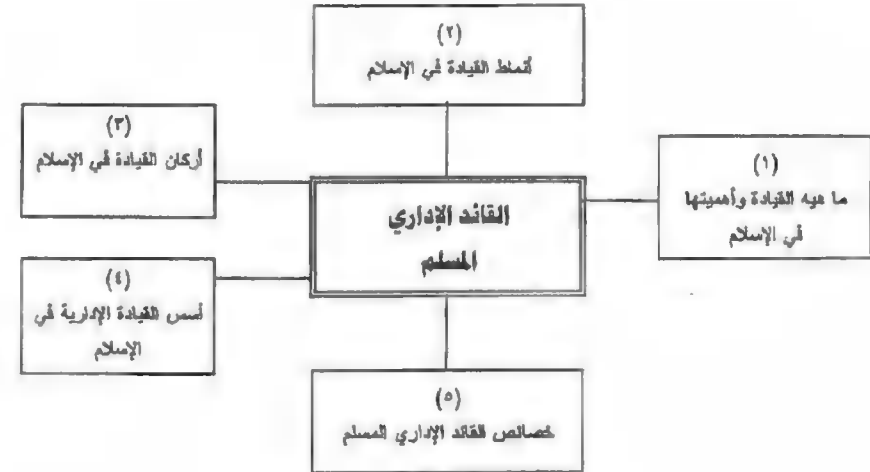 (٢)
أنماط القيادة في الإسلام
(١)
ما هيه القيادة وأهميتها
في الإسلام
(٣)
أركان القيادة في الإسلام
القائد الإداري
المسلم
(٤)
أسس القيادة الإدارية في
الإسلام
(٥)
خصائص القائد الإداري المسلم